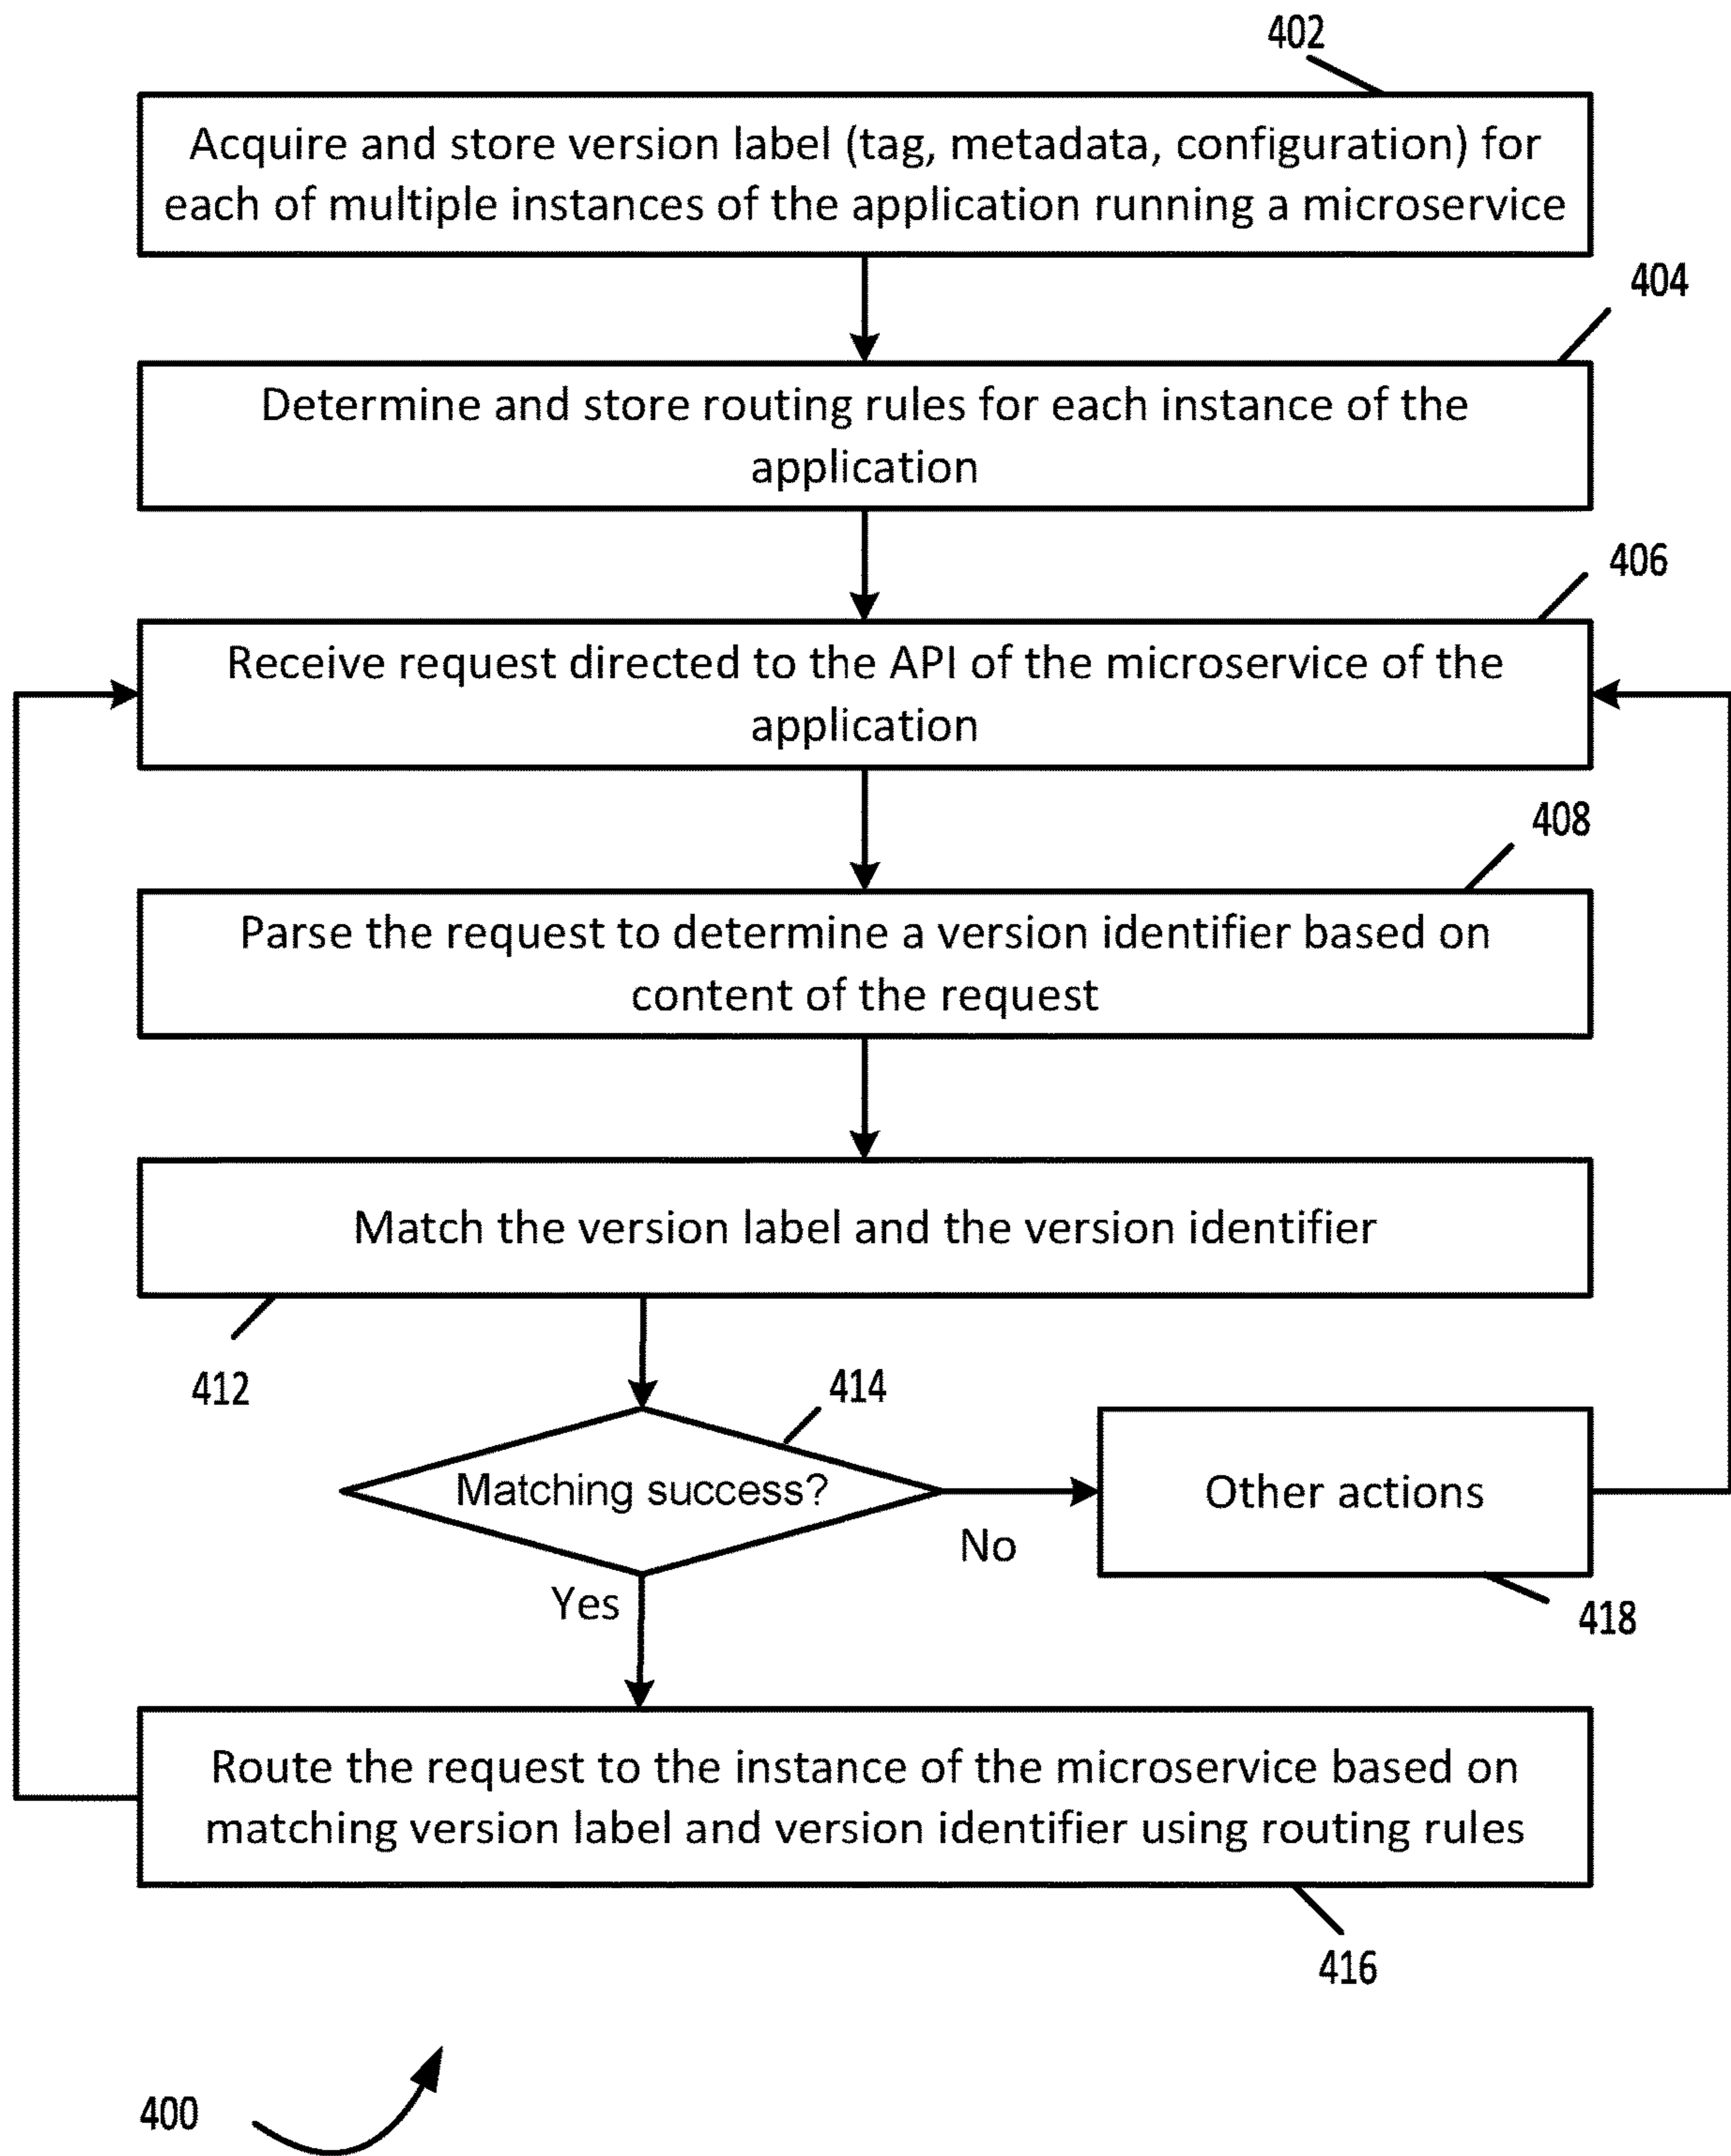 402
Acquire and store version label (tag, metadata, configuration) for
each of multiple instances of the application running a microservice
404
Determine and store routing rules for each instance of the
application
406
Receive request directed to the API of the microservice of the
application
408
Parse the request to determine a version identifier based on
content of the request
Match the version label and the version identifier
412
414
Matching success?
No
Other actions
418
Yes
Route the request to the instance of the microservice based on
matching version label and version identifier using routing rules
416
400